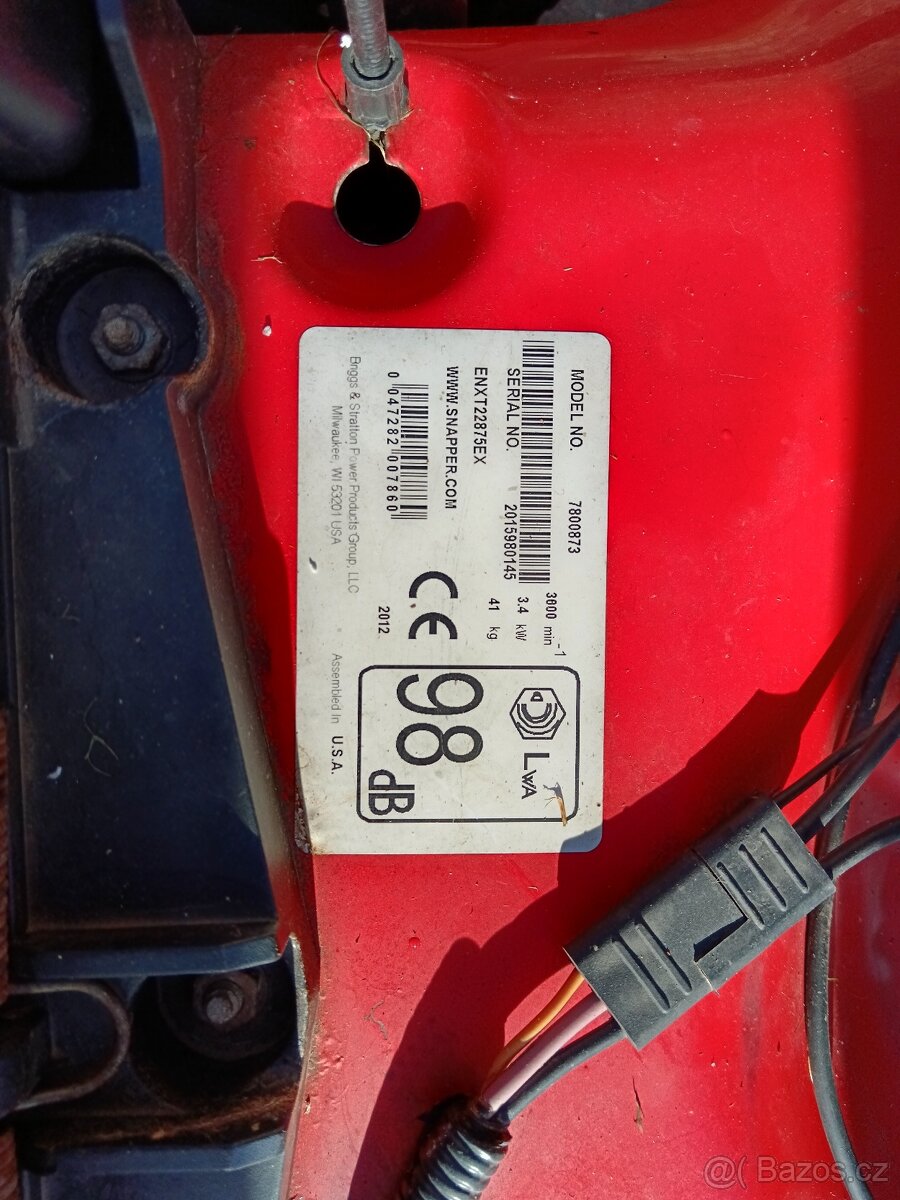 MODEL NO. 7800873
SERIAL NO. 2015980145
3600 min⁻¹
3.4 kW
41 kg
ENXT22875EX
WWW.SNAPPER.COM
0 047282 007860
Briggs & Stratton Power Products Group, LLC
Milwaukee, WI 53201 USA
CE
2012
Assembled in U.S.A.
LWA
98
dB
@( Bazos.cz